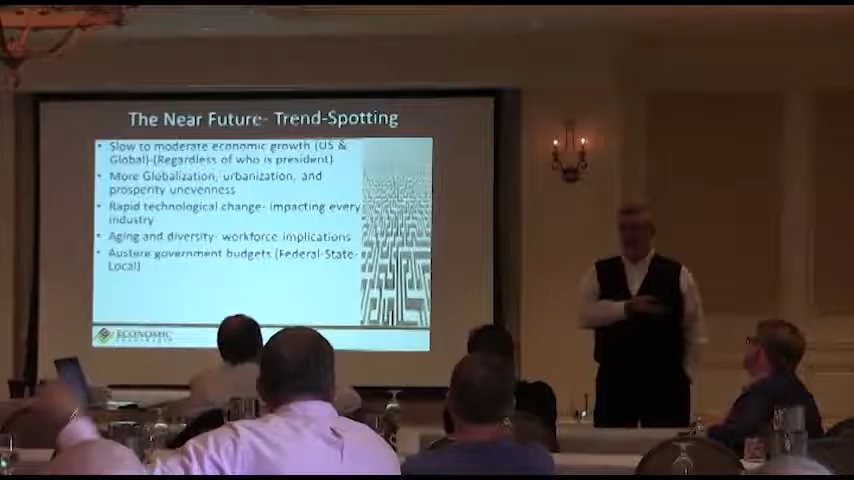 The Near Future- Trend-Spotting
• Slow to moderate economic growth (US &
Global)-(Regardless of who is president)
• More Globalization, urbanization, and
prosperity unevenness
• Rapid technological change- impacting every
industry
• Aging and diversity- workforce implications
• Austere government budgets (Federal-State-
Local)
ECONOMIC